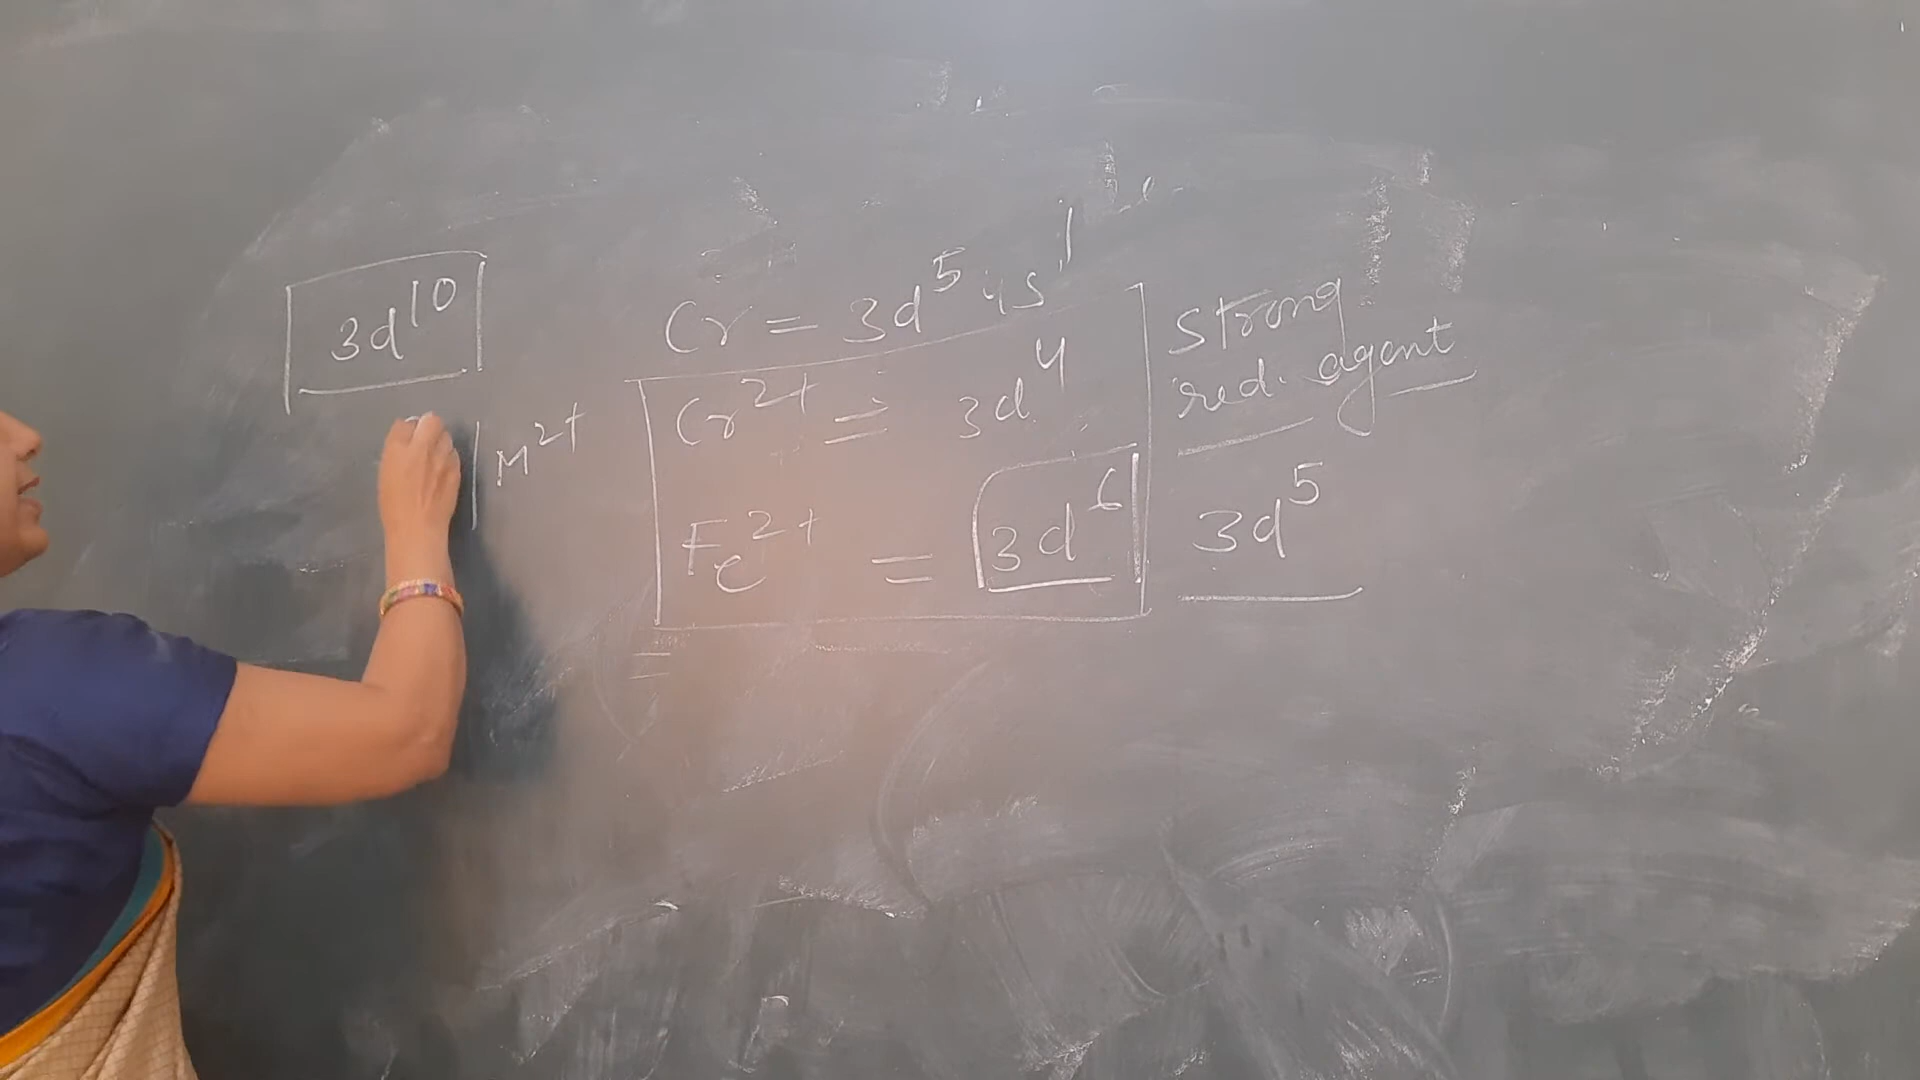 3d¹⁰
M²⁺
Cr = 3d⁵ 4s¹
Cr²⁺ = 3d⁴
Fe²⁺ = 3d⁶
=
Strong
red. agent
3d⁵